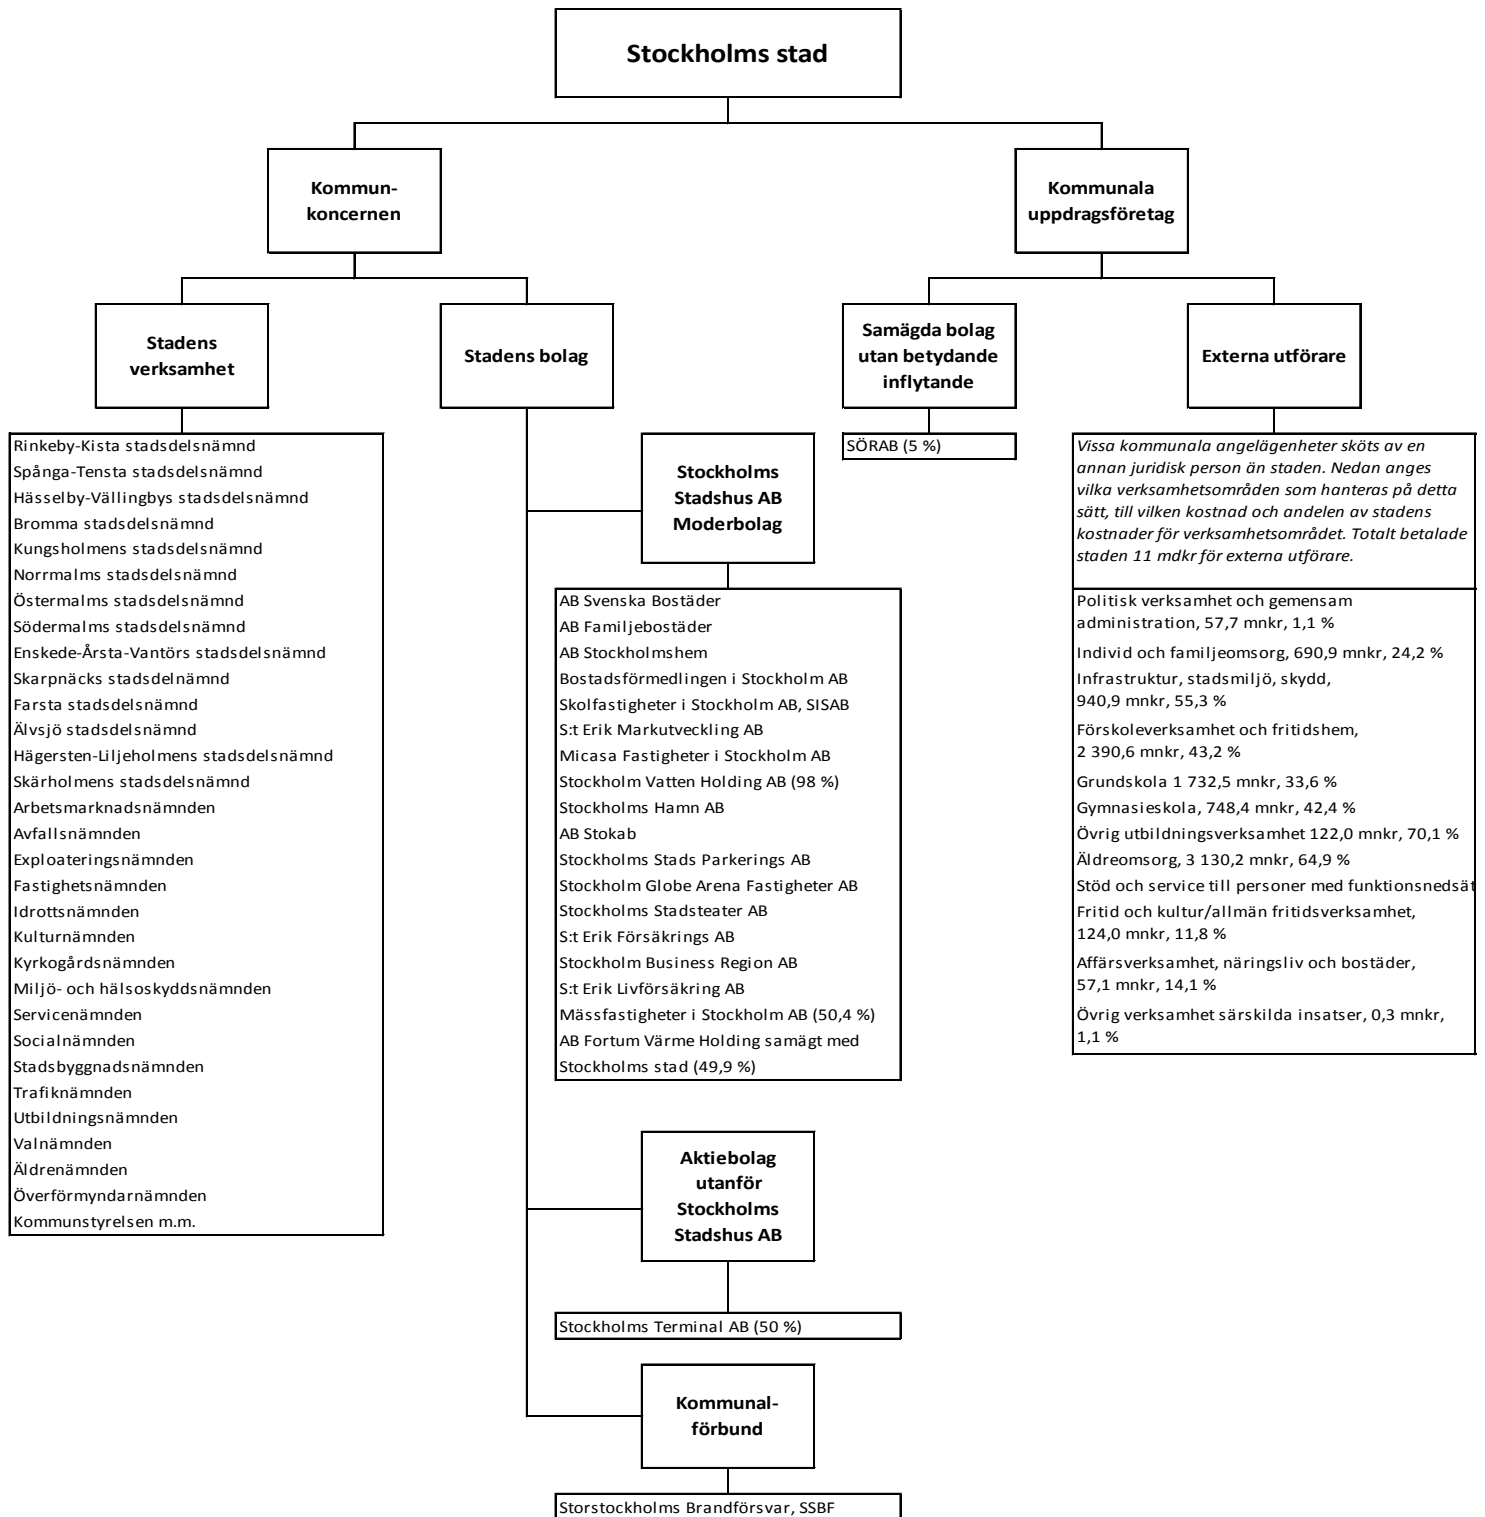 Stockholms stad
Kommun-
koncernen
Kommunala
uppdragsföretag
Stadens
verksamhet
Stadens bolag
Samägda bolag
utan betydande
inflytande
Externa utförare
Rinkeby-Kista stadsdelsnämnd
Spånga-Tensta stadsdelsnämnd
Hässelby-Vällingbys stadsdelsnämnd
Bromma stadsdelsnämnd
Kungsholmens stadsdelsnämnd
Norrmalms stadsdelsnämnd
Östermalms stadsdelsnämnd
Södermalms stadsdelsnämnd
Enskede-Årsta-Vantörs stadsdelsnämnd
Skarpnäcks stadsdelnämnd
Farsta stadsdelsnämnd
Älvsjö stadsdelsnämnd
Hägersten-Liljeholmens stadsdelsnämnd
Skärholmens stadsdelsnämnd
Arbetsmarknadsnämnden
Avfallsnämnden
Exploateringsnämnden
Fastighetsnämnden
Idrottsnämnden
Kulturnämnden
Kyrkogårdsnämnden
Miljö- och hälsoskyddsnämnden
Servicenämnden
Socialnämnden
Stadsbyggnadsnämnden
Trafiknämnden
Utbildningsnämnden
Valnämnden
Äldrenämnden
Överförmyndarnämnden
Kommunstyrelsen m.m.
Stockholms
Stadshus AB
Moderbolag
AB Svenska Bostäder
AB Familjebostäder
AB Stockholmshem
Bostadsförmedlingen i Stockholm AB
Skolfastigheter i Stockholm AB, SISAB
S:t Erik Markutveckling AB
Micasa Fastigheter i Stockholm AB
Stockholm Vatten Holding AB (98 %)
Stockholms Hamn AB
AB Stokab
Stockholms Stads Parkerings AB
Stockholm Globe Arena Fastigheter AB
Stockholms Stadsteater AB
S:t Erik Försäkrings AB
Stockholm Business Region AB
S:t Erik Livförsäkring AB
Mässfastigheter i Stockholm AB (50,4 %)
AB Fortum Värme Holding samägt med
Stockholms stad (49,9 %)
Aktiebolag
utanför
Stockholms
Stadshus AB
Stockholms Terminal AB (50 %)
Kommunal-
förbund
Storstockholms Brandförsvar, SSBF
SÖRAB (5 %)
Vissa kommunala angelägenheter sköts av en
annan juridisk person än staden. Nedan anges
vilka verksamhetsområden som hanteras på detta
sätt, till vilken kostnad och andelen av stadens
kostnader för verksamhetsområdet. Totalt betalade
staden 11 mdkr för externa utförare.
Politisk verksamhet och gemensam
administration, 57,7 mnkr, 1,1 %
Individ och familjeomsorg, 690,9 mnkr, 24,2 %
Infrastruktur, stadsmiljö, skydd,
940,9 mnkr, 55,3 %
Förskoleverksamhet och fritidshem,
2 390,6 mnkr, 43,2 %
Grundskola 1 732,5 mnkr, 33,6 %
Gymnasieskola, 748,4 mnkr, 42,4 %
Övrig utbildningsverksamhet 122,0 mnkr, 70,1 %
Äldreomsorg, 3 130,2 mnkr, 64,9 %
Stöd och service till personer med funktionsnedsät
Fritid och kultur/allmän fritidsverksamhet,
124,0 mnkr, 11,8 %
Affärsverksamhet, näringsliv och bostäder,
57,1 mnkr, 14,1 %
Övrig verksamhet särskilda insatser, 0,3 mnkr,
1,1 %